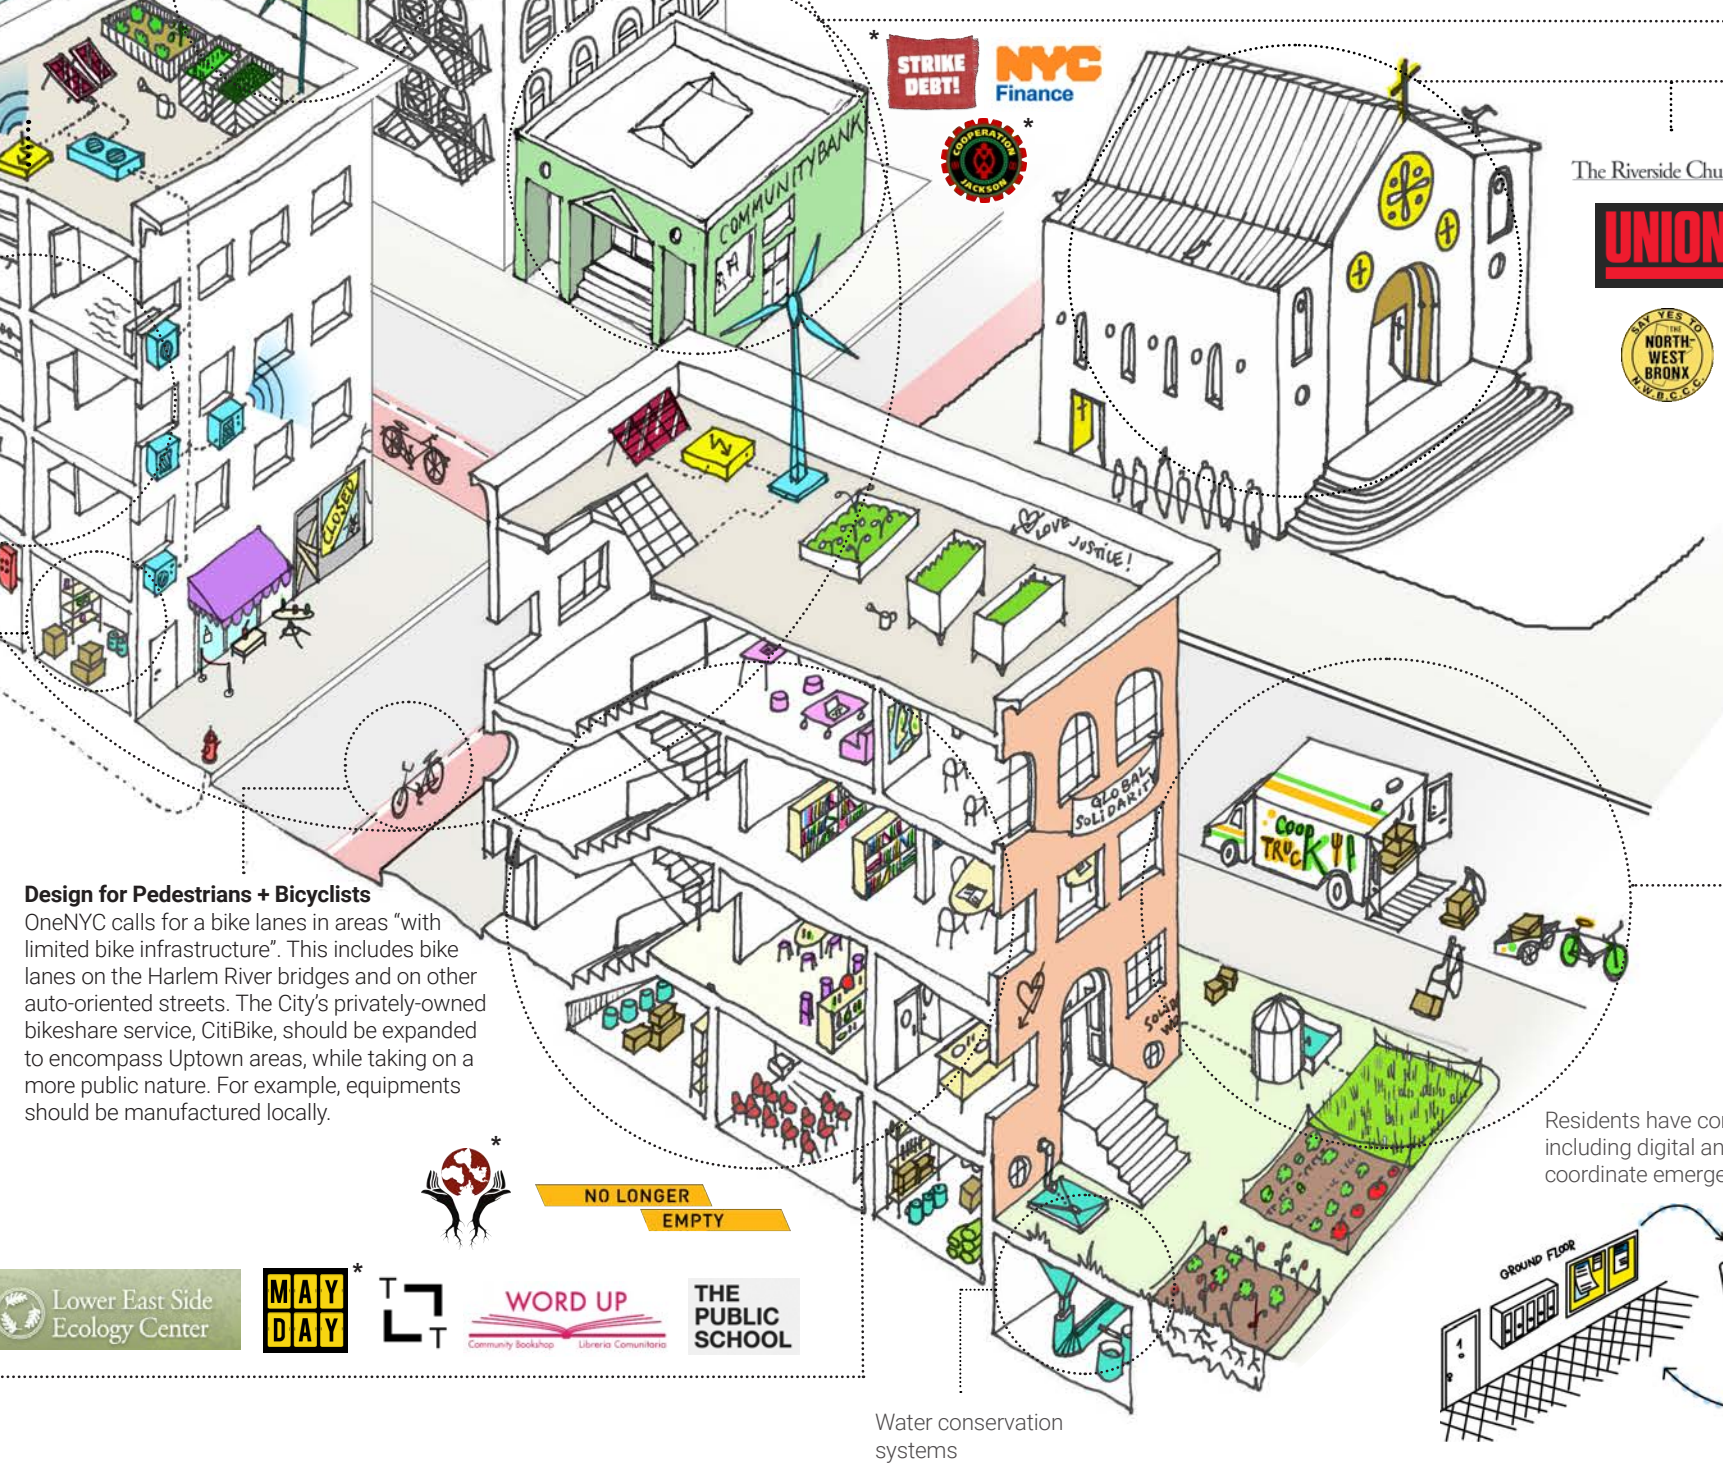 *
STRIKE
DEBT!
NYC
Finance
*
COOPERATION
JACKSON
COMMUNITY BANK
The Riverside Chu
UNION
SAY YES TO
THE
NORTH-
WEST
BRONX
N.W.B.C.C.C.
CLOSED
LOVE
JUSTICE!
GLOBAL
SOLIDARITY
COOP
TRUCK
Design for Pedestrians + Bicyclists
OneNYC calls for a bike lanes in areas “with
limited bike infrastructure”. This includes bike
lanes on the Harlem River bridges and on other
auto-oriented streets. The City’s privately-owned
bikeshare service, CitiBike, should be expanded
to encompass Uptown areas, while taking on a
more public nature. For example, equipments
should be manufactured locally.
Residents have cor
including digital an
coordinate emerge
*
NO LONGER
EMPTY
GROUND FLOOR
1
Lower East Side
Ecology Center
MAY
DAY
*
T
T
WORD UP
Community Bookshop Libreria Comunitaria
THE
PUBLIC
SCHOOL
Water conservation
systems